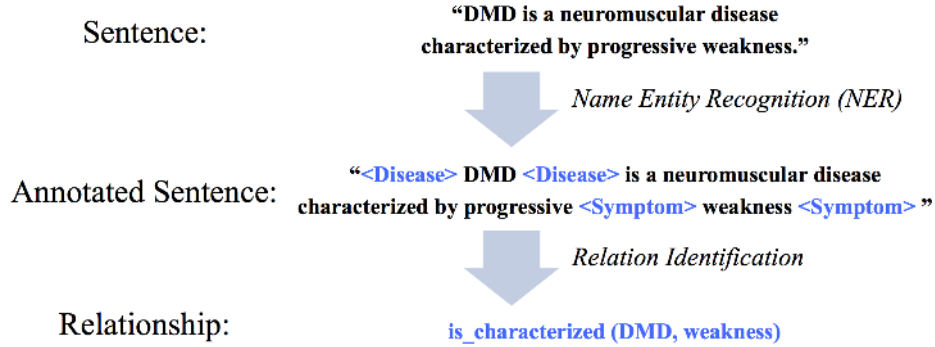 Sentence:
“DMD is a neuromuscular disease
characterized by progressive weakness.”
Name Entity Recognition (NER)
Annotated Sentence:
“<Disease> DMD <Disease> is a neuromuscular disease
characterized by progressive <Symptom> weakness <Symptom> ”
Relation Identification
Relationship:
is_characterized (DMD, weakness)